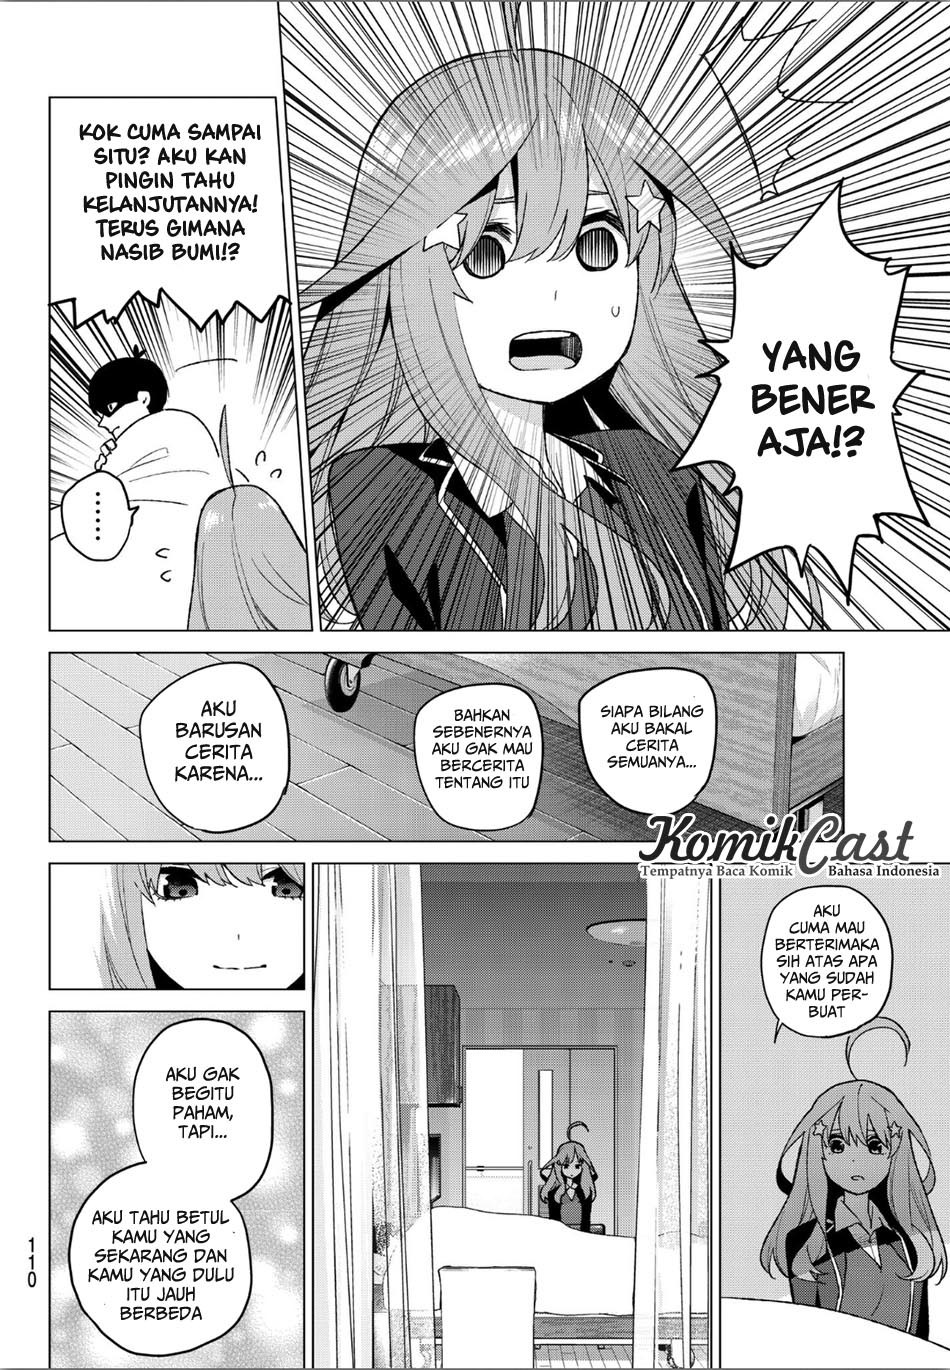 YANG
BENER
AJA!?
KOK CUMA SAMPAI
SITU? AKU KAN
PINGIN TAHU
KELANJUTANNYA!
TERUS GIMANA
NASIB BUMI!?
......
SIAPA BILANG
AKU BAKAL
CERITA
SEMUANYA...
BAHKAN
SEBENERNYA
AKU GAK MAU
BERCERITA
TENTANG ITU
AKU
BARUSAN
CERITA
KARENA...
KomikCast
Tempatnya Baca Komik Bahasa Indonesia
AKU
CUMA MAU
BERTERIMAKA
SIH ATAS APA
YANG SUDAH
KAMU PER-
BUAT
AKU GAK
BEGITU
PAHAM,
TAPI...
AKU TAHU BETUL
KAMU YANG
SEKARANG DAN
KAMU YANG DULU
ITU JAUH
BERBEDA
110